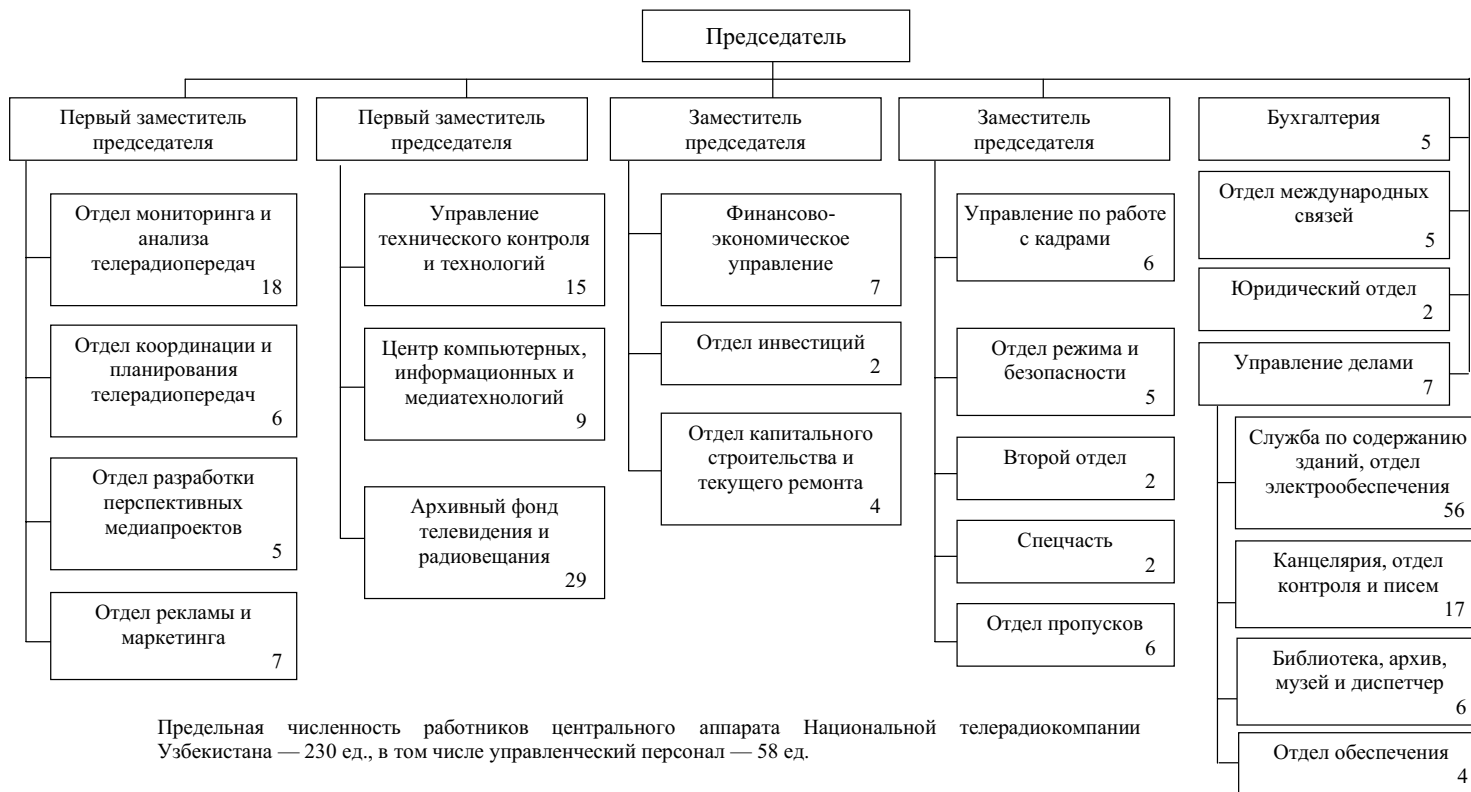 Председатель
Первый заместитель
председателя
Отдел мониторинга и
анализа
телерадиопередач
18
Отдел координации и
планирования
телерадиопередач
6
Отдел разработки
перспективных
медиапроектов
5
Отдел рекламы и
маркетинга
7
Первый заместитель
председателя
Управление
технического контроля
и технологий
15
Центр компьютерных,
информационных и
медиатехнологий
9
Архивный фонд
телевидения и
радиовещания
29
Заместитель
председателя
Финансово-
экономическое
управление
7
Отдел инвестиций
2
Отдел капитального
строительства и
текущего ремонта
4
Заместитель
председателя
Управление по работе
с кадрами
6
Отдел режима и
безопасности
5
Второй отдел
2
Спецчасть
2
Отдел пропусков
6
Бухгалтерия
5
Отдел международных
связей
5
Юридический отдел
2
Управление делами
7
Служба по содержанию
зданий, отдел
электрообеспечения
56
Канцелярия, отдел
контроля и писем
17
Библиотека, архив,
музей и диспетчер
6
Отдел обеспечения
4
Предельная численность работников центрального аппарата Национальной телерадиокомпании
Узбекистана — 230 ед., в том числе управленческий персонал — 58 ед.